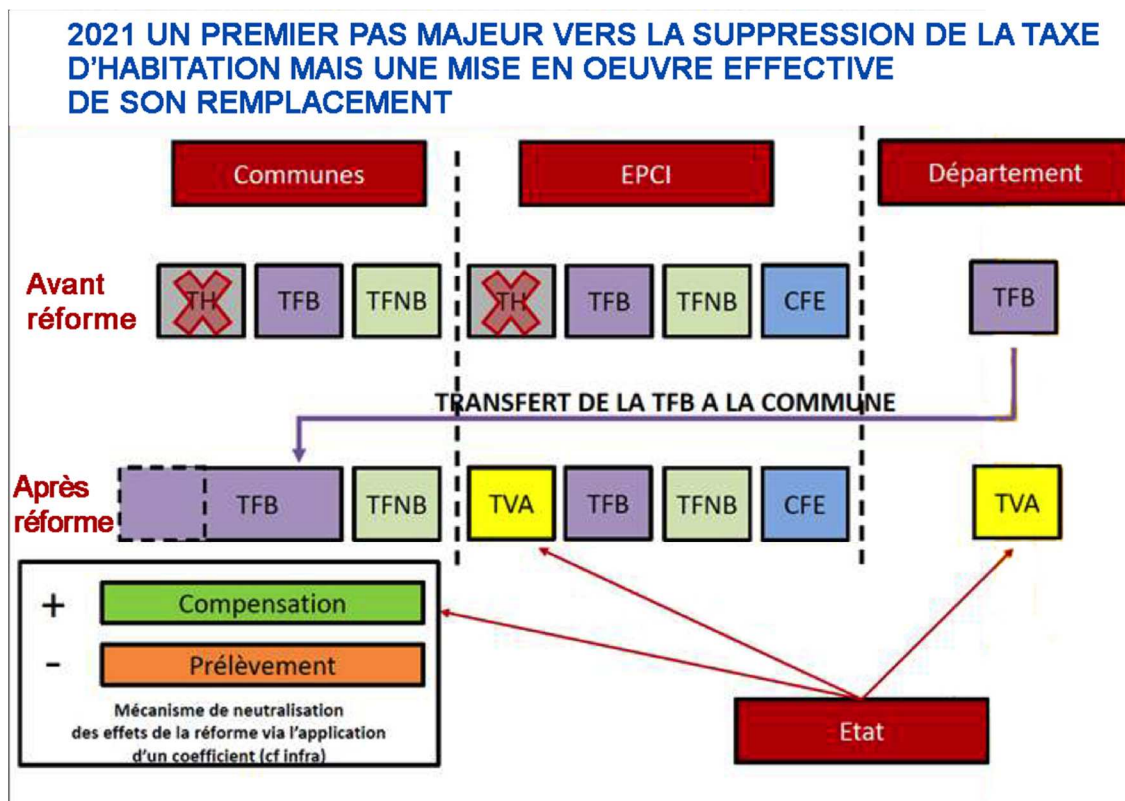 2021 UN PREMIER PAS MAJEUR VERS LA SUPPRESSION DE LA TAXE
D'HABITATION MAIS UNE MISE EN OEUVRE EFFECTIVE
DE SON REMPLACEMENT
Communes
EPCI
Département
Avant
réforme
TH
TFB
TFNB
TH
TFB
TFNB
CFE
TFB
TRANSFERT DE LA TFB A LA COMMUNE
Après
réforme
TFB
TFNB
TVA
TFB
TFNB
CFE
TVA
+ Compensation
- Prélèvement
Mécanisme de neutralisation
des effets de la réforme via l'application
d'un coefficient (cf infra)
Etat